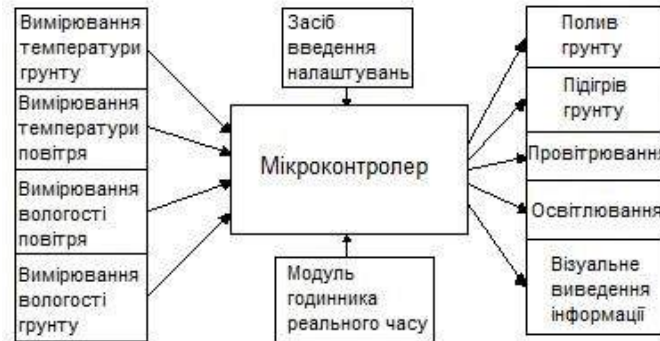 Вимірювання
температури
грунту
Вимірювання
температури
повітря
Вимірювання
вологості
повітря
Вимірювання
вологості
грунту
Засіб
введення
налаштувань
Мікроконтролер
Модуль
годинника
реального часу
Полив
грунту
Підігрів
грунту
Провітрювання
Освітлювання
Візуальне
виведення
інформації